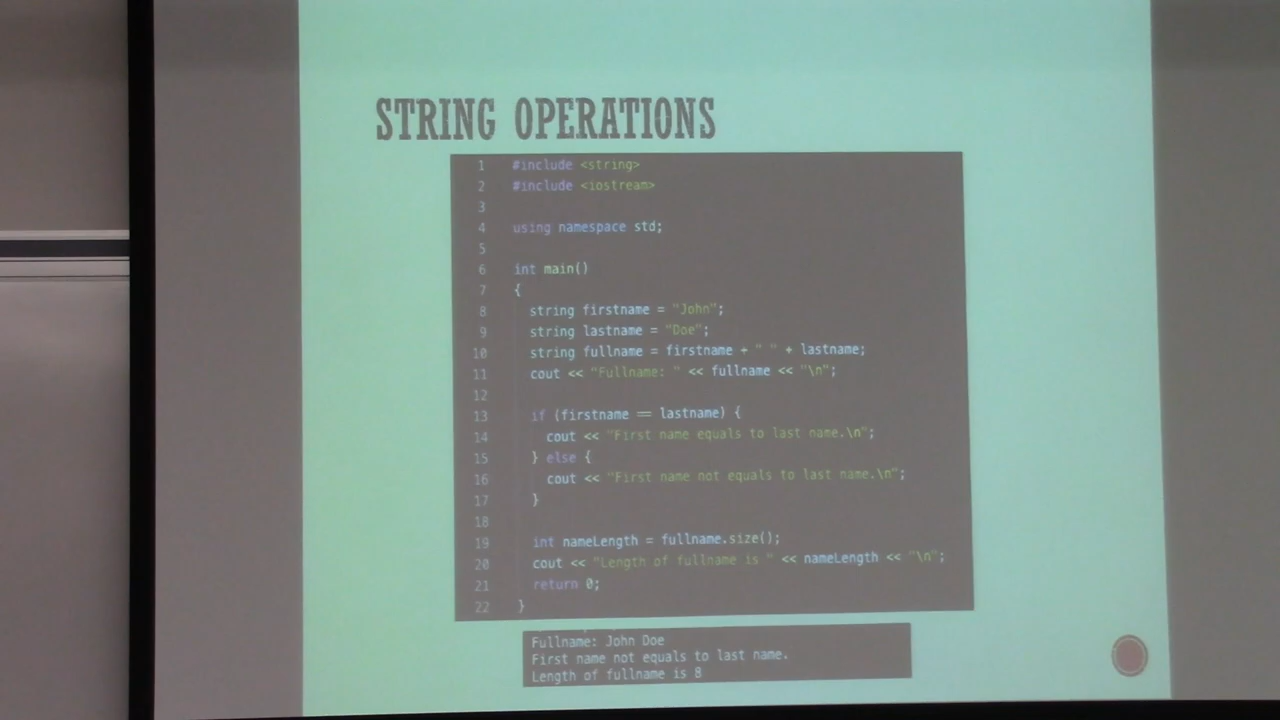 STRING OPERATIONS
1 #include <string>
2 #include <iostream>
3
4 using namespace std;
5
6 int main()
7 {
8 string firstname = "John";
9 string lastname = "Doe";
10 string fullname = firstname + " " + lastname;
11 cout << "Fullname: " << fullname << "\n";
12
13 if (firstname == lastname) {
14 cout << "First name equals to last name.\n";
15 } else {
16 cout << "First name not equals to last name.\n";
17 }
18
19 int nameLength = fullname.size();
20 cout << "Length of fullname is " << nameLength << "\n";
21 return 0;
22 }
Fullname: John Doe
First name not equals to last name.
Length of fullname is 8